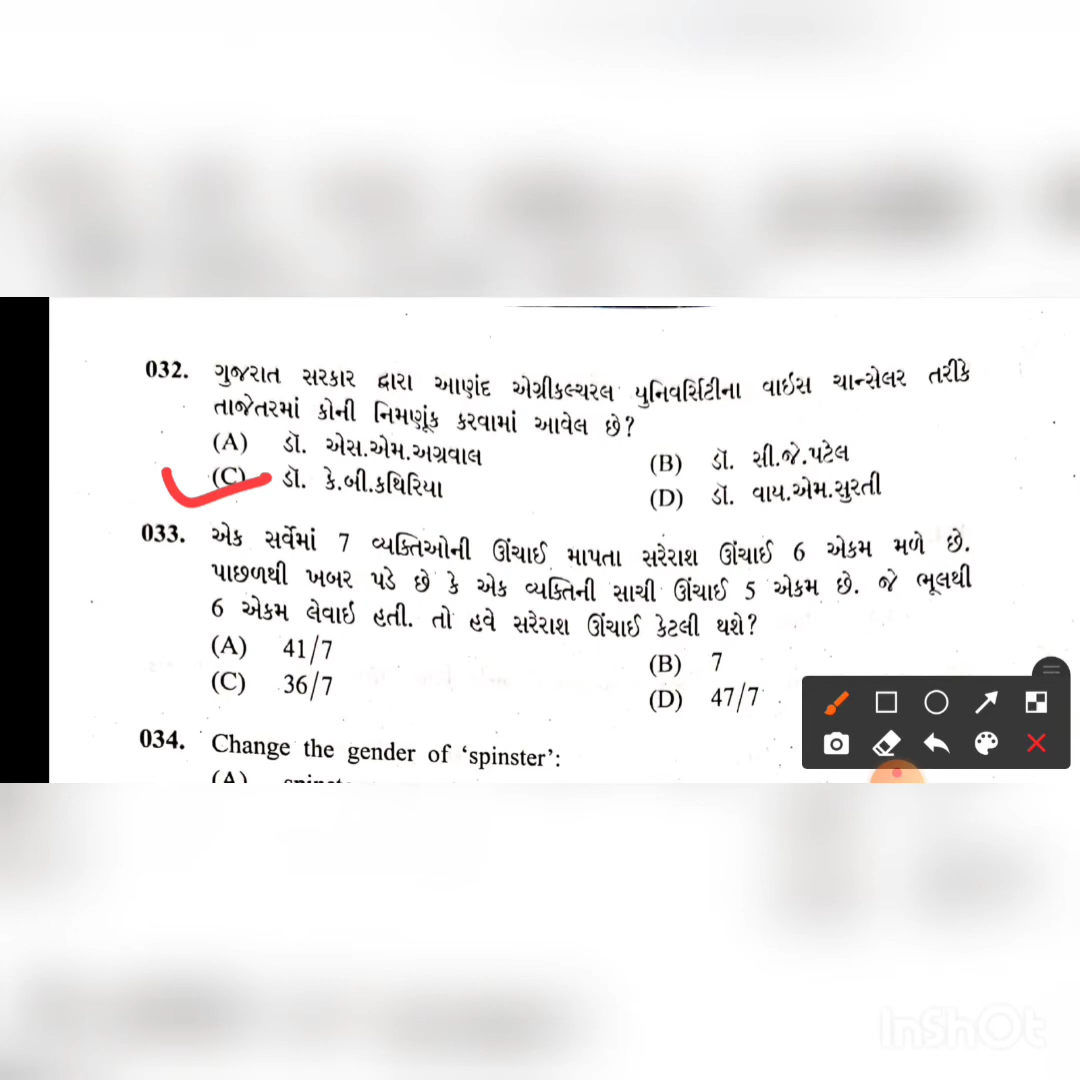 032. ગુજરાત સરકાર દ્વારા આણંદ એગ્રીકલ્ચરલ યુનિવર્સિટીના વાઇસ ચાન્સેલર તરીકે
તાજેતરમાં કોની નિમણૂંક કરવામાં આવેલ છે?
(A) ડૉ. એસ.એમ.અગ્રવાલ (B) ડૉ. સી.જે.પટેલ
(C) ડૉ. કે.બી.કથિરિયા (D) ડૉ. વાય.એમ.સુરતી
033. એક સર્વેમાં 7 વ્યક્તિઓની ઊંચાઈ માપતા સરેરાશ ઊંચાઈ 6 એકમ મળે છે.
પાછળથી ખબર પડે છે કે એક વ્યક્તિની સાચી ઊંચાઈ 5 એકમ છે. જે ભૂલથી
6 એકમ લેવાઇ હતી. તો હવે સરેરાશ ઊંચાઈ કેટલી થશે?
(A) 41/7 (B) 7
(C) 36/7 (D) 47/7
034. Change the gender of ‘spinster’:
(A)
InShOt